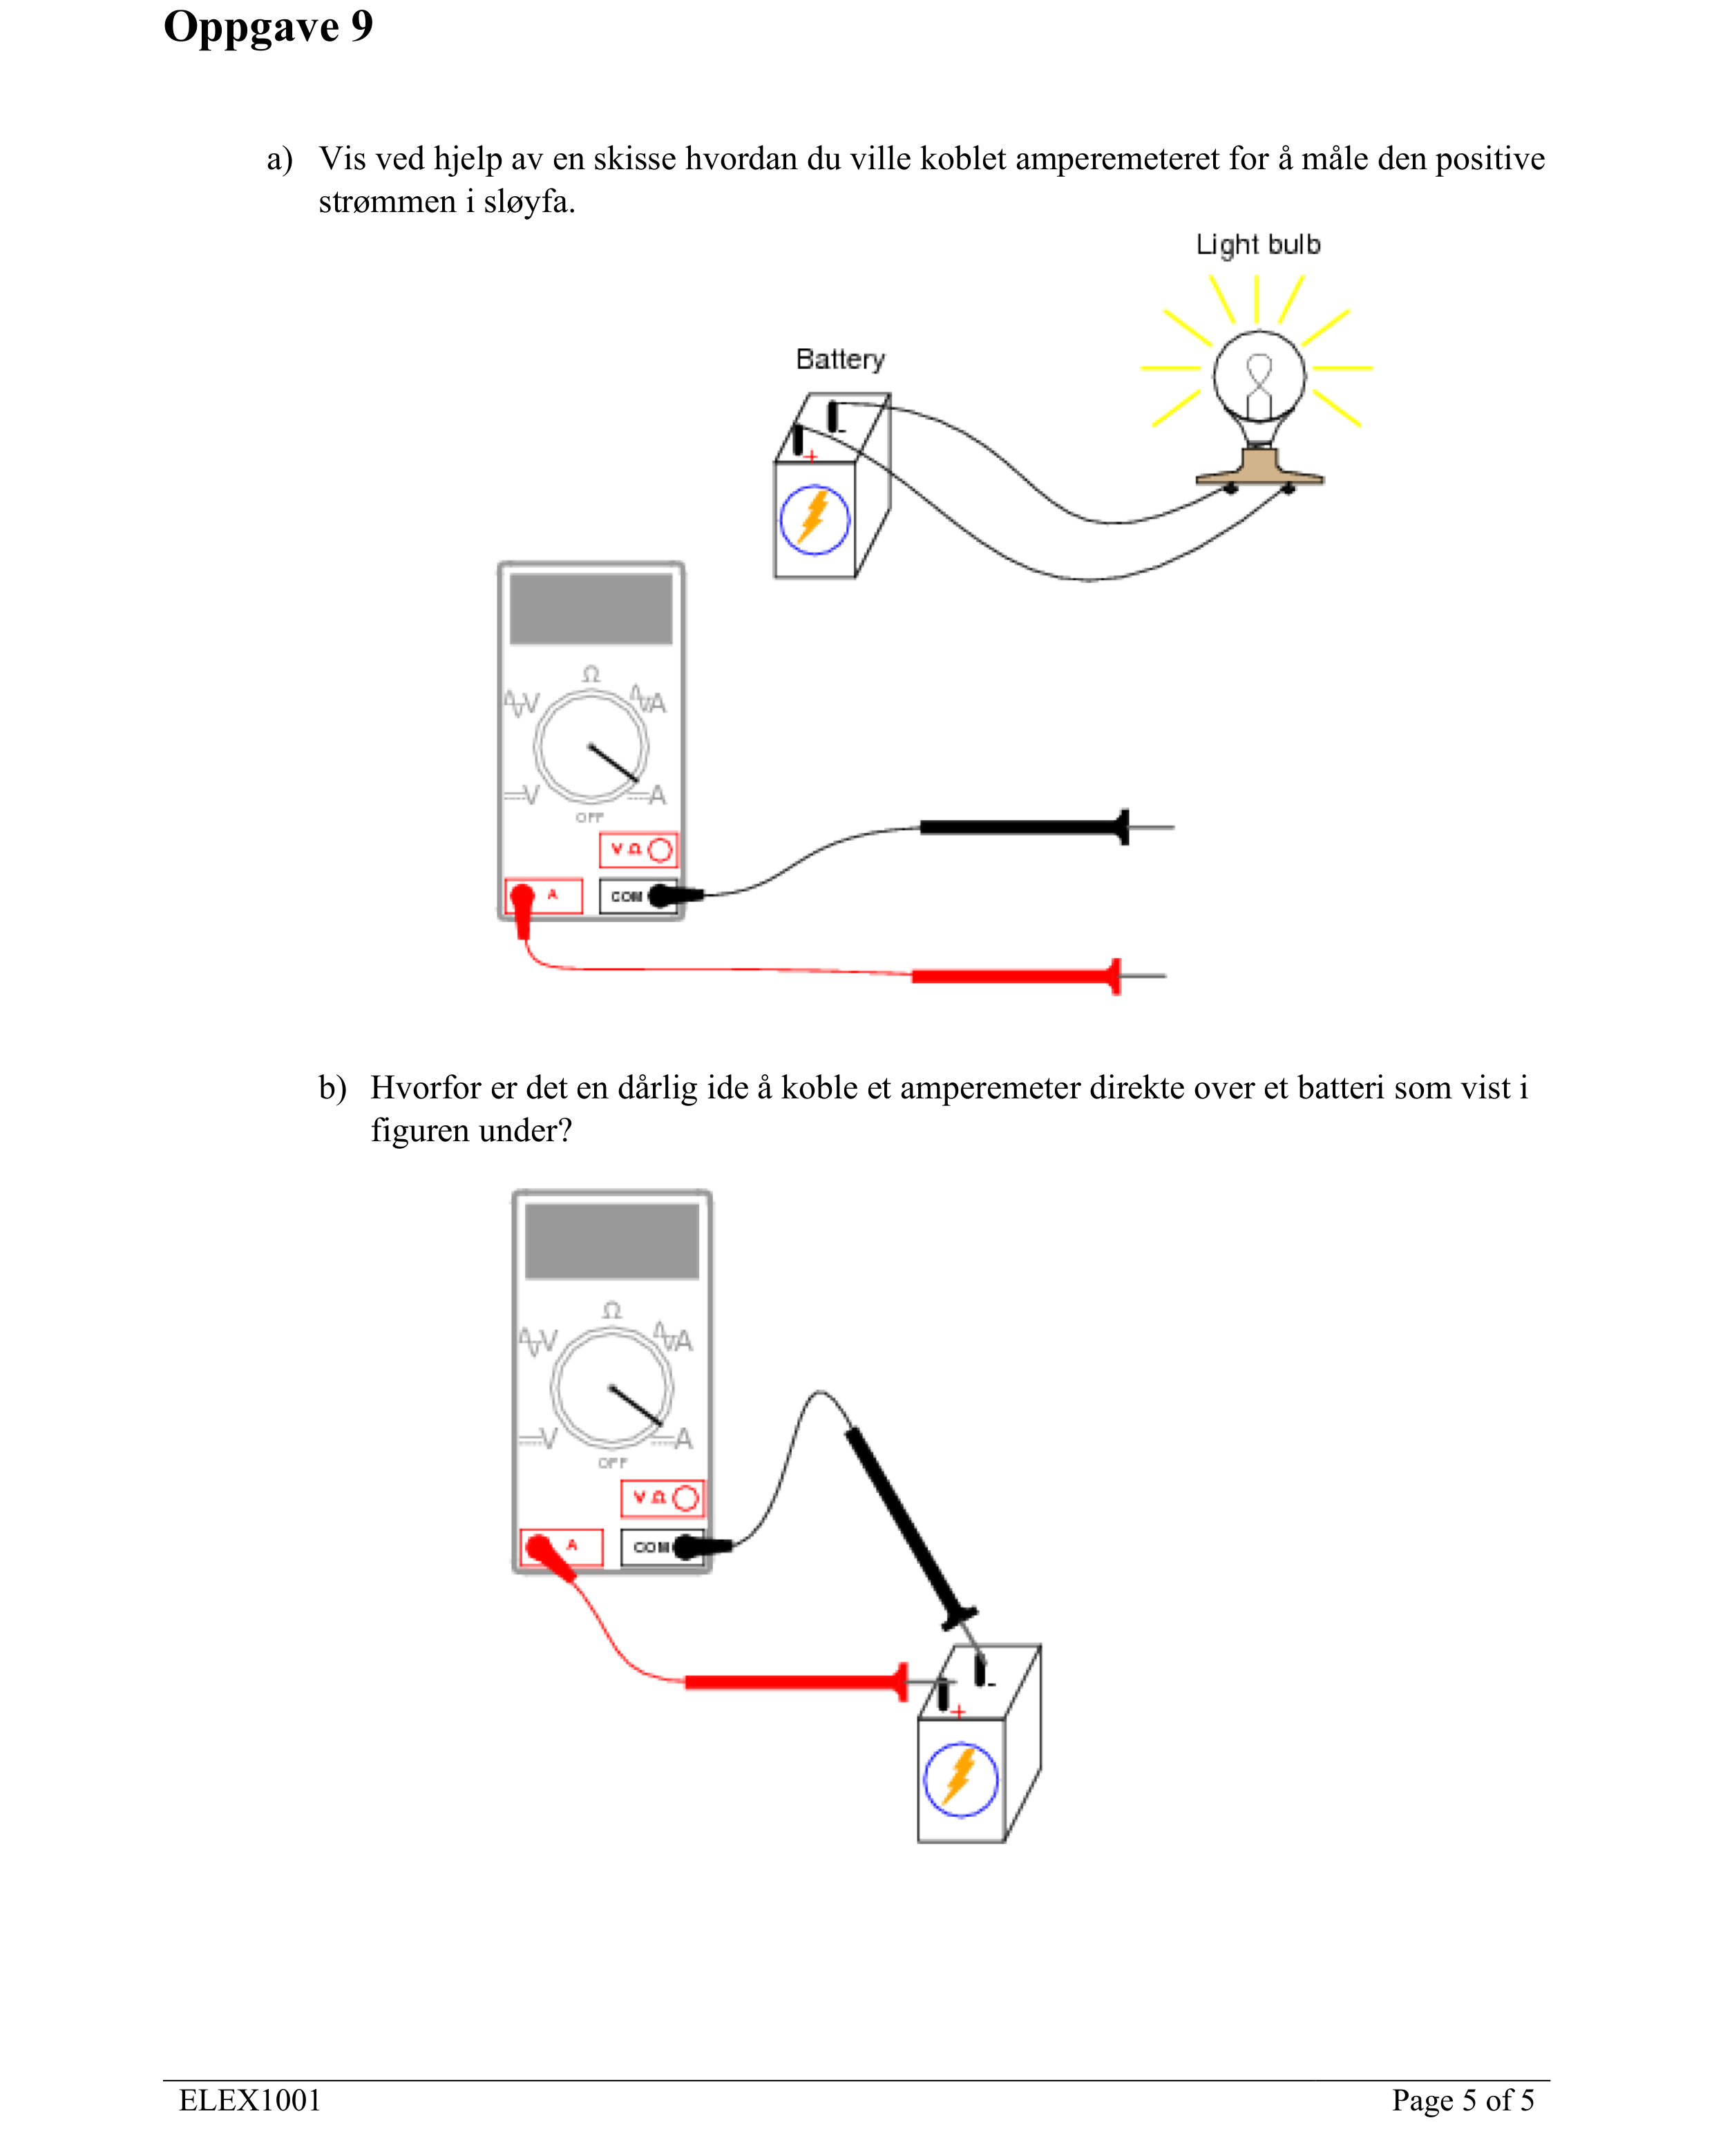 Oppgave 9
a) Vis ved hjelp av en skisse hvordan du ville koblet amperemeteret for å måle den positive
strømmen i sløyfa.
Light bulb
Battery
-
+
Ω
V A
V A
OFF
V Ω
A COM
b) Hvorfor er det en dårlig ide å koble et amperemeter direkte over et batteri som vist i
figuren under?
Ω
V A
V A
OFF
V Ω
A COM
-
+
ELEX1001 Page 5 of 5